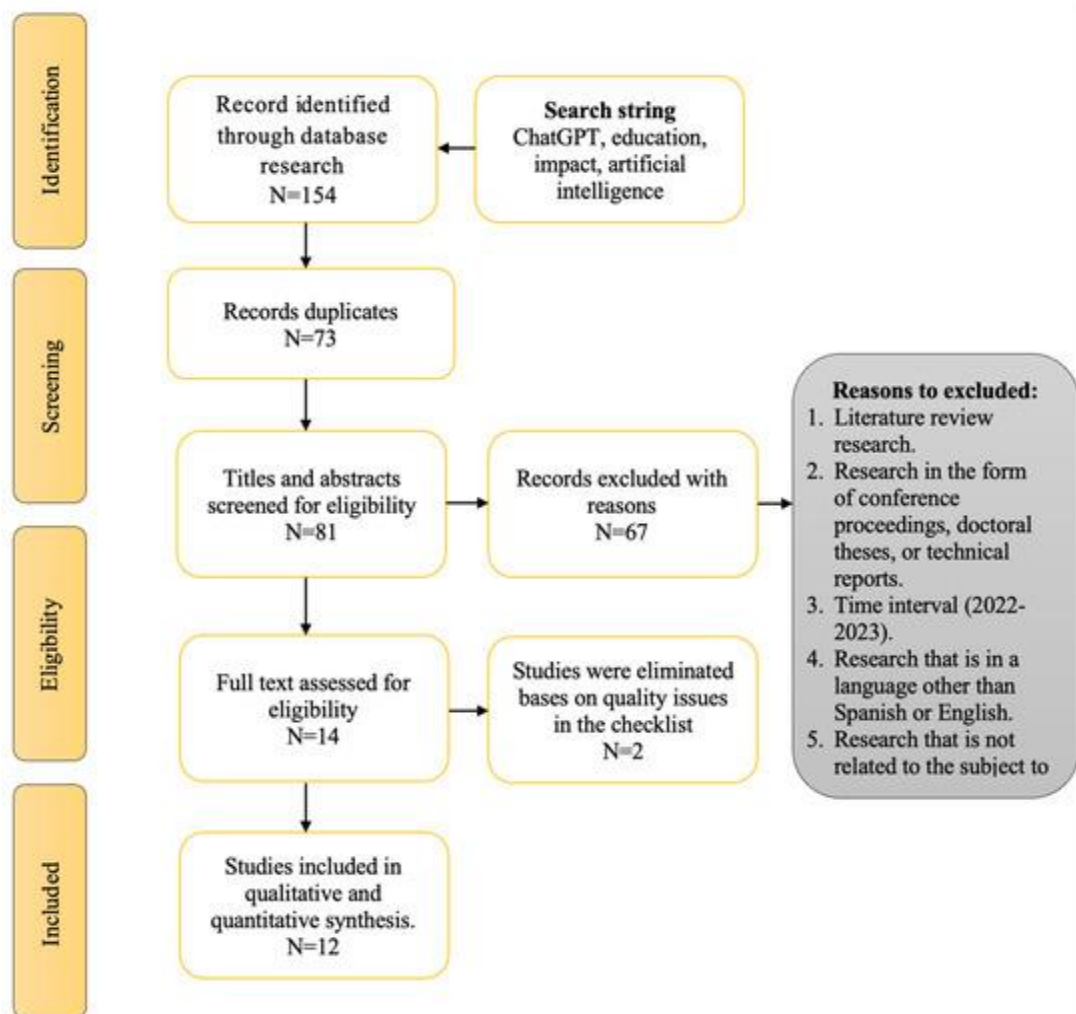 Identification
Record identified
through database
research
N=154
Search string
ChatGPT, education,
impact, artificial
intelligence
Screening
Records duplicates
N=73
Titles and abstracts
screened for eligibility
N=81
Records excluded with
reasons
N=67
Reasons to excluded:
1. Literature review
research.
2. Research in the form
of conference
proceedings, doctoral
theses, or technical
reports.
3. Time interval (2022-
2023).
4. Research that is in a
language other than
Spanish or English.
5. Research that is not
related to the subject to
Eligibility
Full text assessed for
eligibility
N=14
Studies were eliminated
bases on quality issues
in the checklist
N=2
Included
Studies included in
qualitative and
quantitative synthesis.
N=12